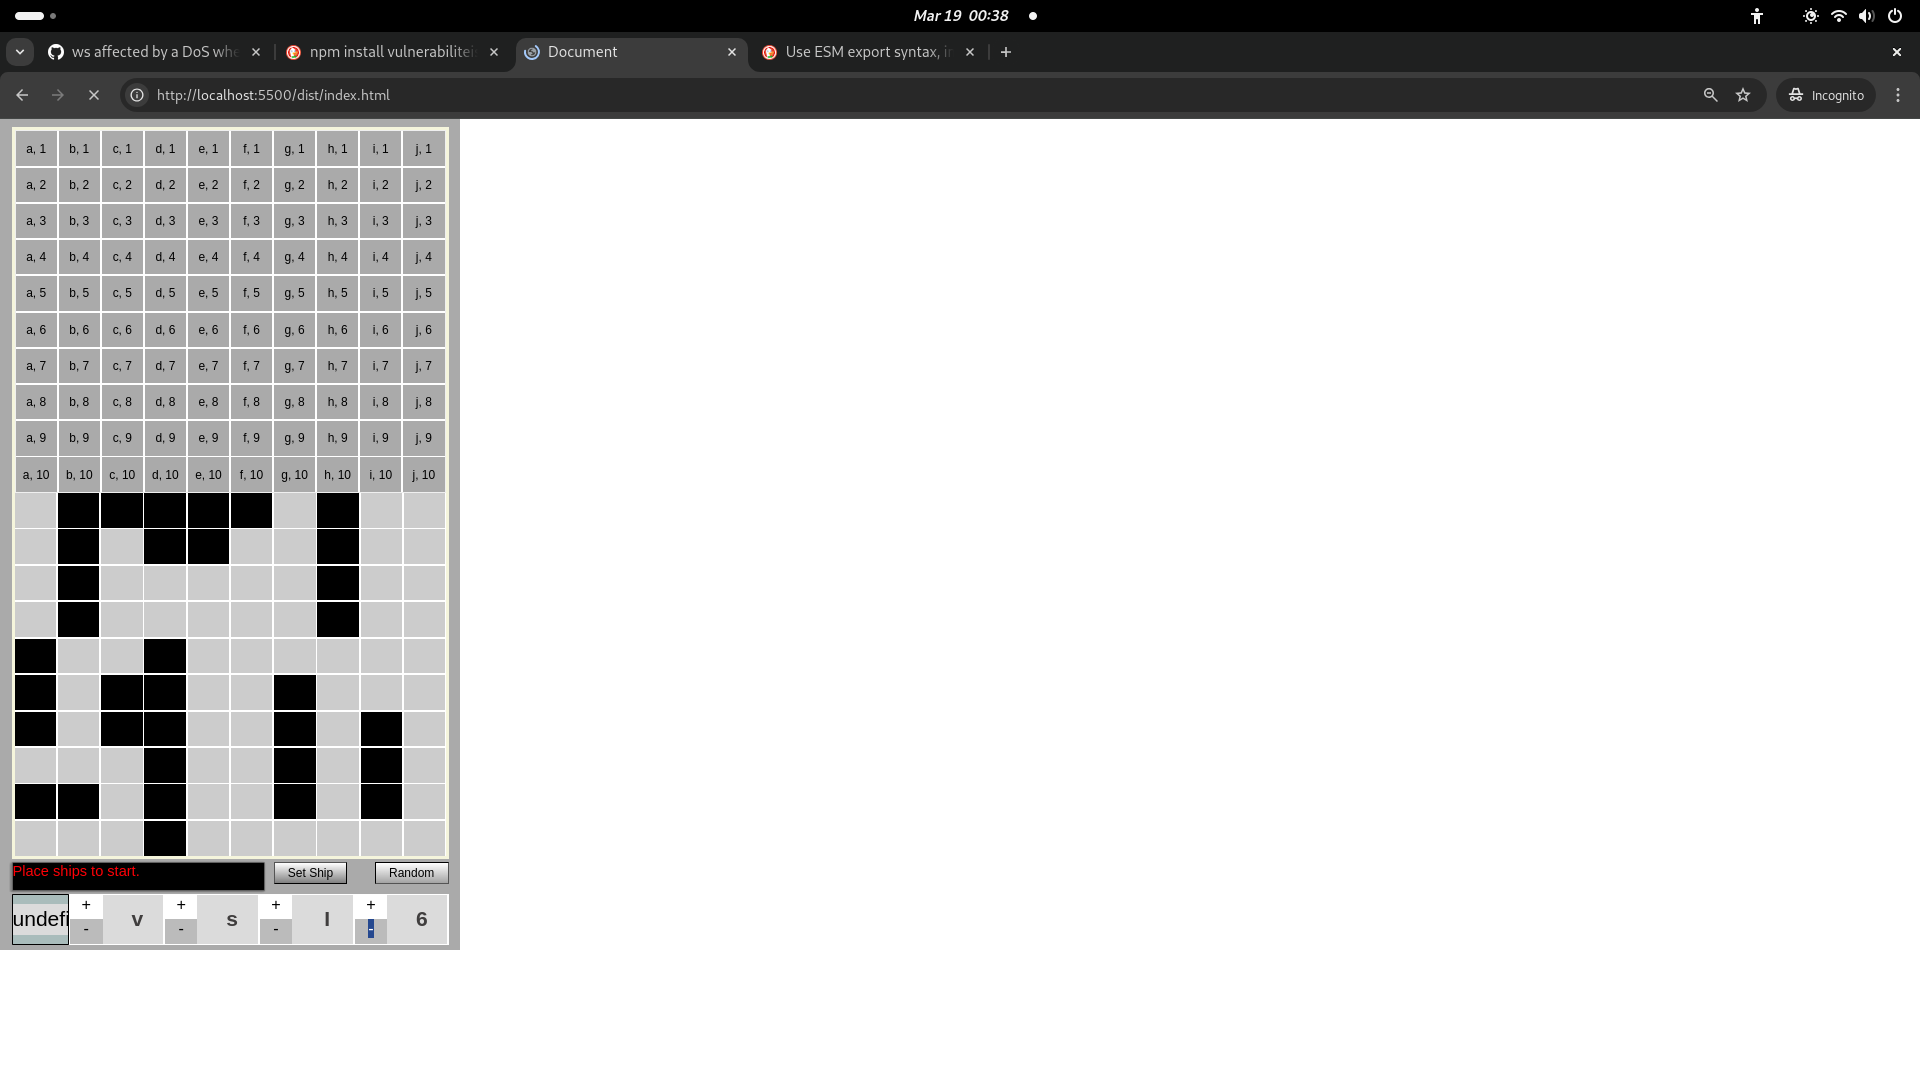 Mar 19 00:38
ws affected by a DoS whe
npm install vulnerabilitei
Document
Use ESM export syntax, in
http://localhost:5500/dist/index.html
Incognito
a, 1 b, 1 c, 1 d, 1 e, 1 f, 1 g, 1 h, 1 i, 1 j, 1
a, 2 b, 2 c, 2 d, 2 e, 2 f, 2 g, 2 h, 2 i, 2 j, 2
a, 3 b, 3 c, 3 d, 3 e, 3 f, 3 g, 3 h, 3 i, 3 j, 3
a, 4 b, 4 c, 4 d, 4 e, 4 f, 4 g, 4 h, 4 i, 4 j, 4
a, 5 b, 5 c, 5 d, 5 e, 5 f, 5 g, 5 h, 5 i, 5 j, 5
a, 6 b, 6 c, 6 d, 6 e, 6 f, 6 g, 6 h, 6 i, 6 j, 6
a, 7 b, 7 c, 7 d, 7 e, 7 f, 7 g, 7 h, 7 i, 7 j, 7
a, 8 b, 8 c, 8 d, 8 e, 8 f, 8 g, 8 h, 8 i, 8 j, 8
a, 9 b, 9 c, 9 d, 9 e, 9 f, 9 g, 9 h, 9 i, 9 j, 9
a, 10 b, 10 c, 10 d, 10 e, 10 f, 10 g, 10 h, 10 i, 10 j, 10
Place ships to start.
Set Ship
Random
+ + + +
undefi v s l 6
- - - -